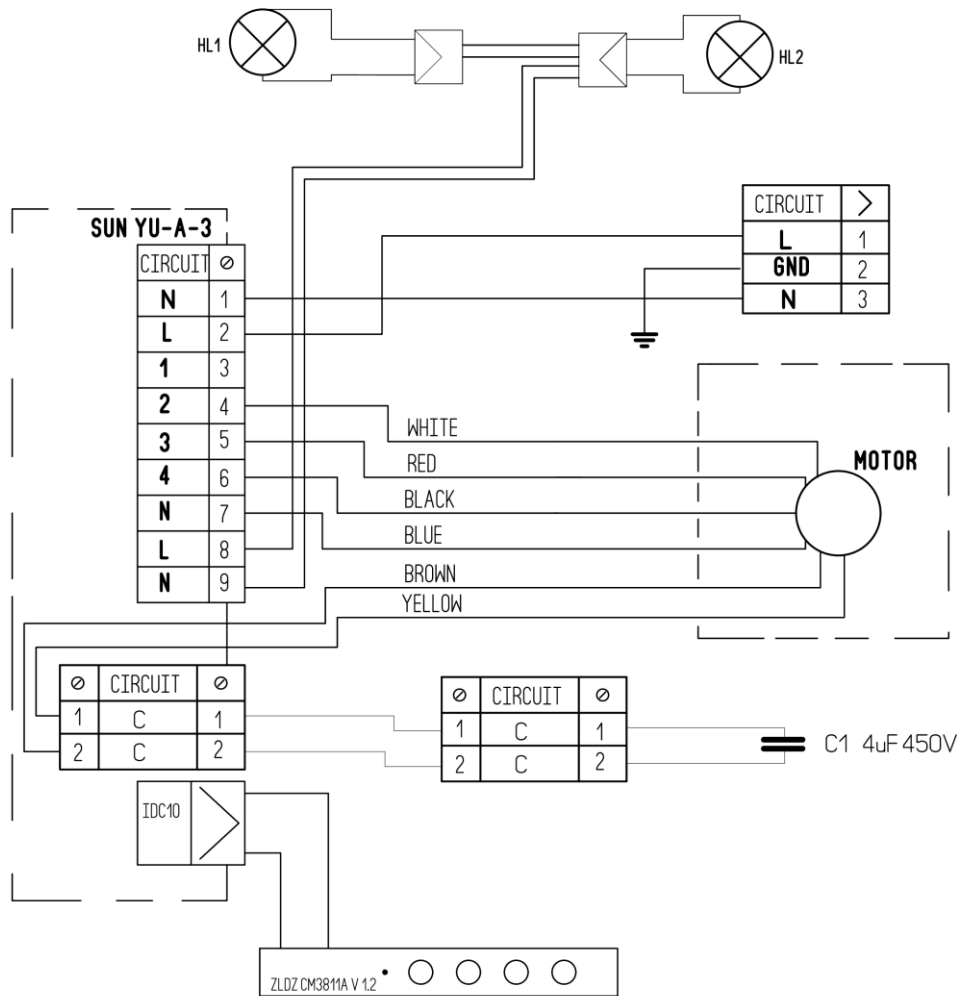 HL1
HL2
SUN YU-A-3
CIRCUIT
N 1
L 2
1 3
2 4
3 5
4 6
N 7
L 8
N 9
CIRCUIT
L 1
GND 2
N 3
WHITE
RED
BLACK
BLUE
BROWN
YELLOW
MOTOR
CIRCUIT
1 C 1
2 C 2
CIRCUIT
1 C 1
2 C 2
C1 4uF 450V
IDC10
ZLDZ CM3811A V 1.2